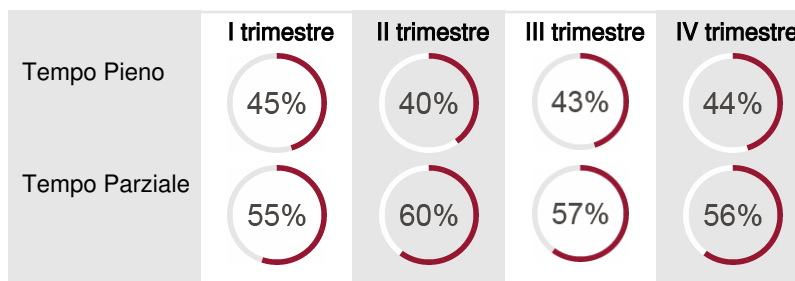 I trimestre II trimestre III trimestre IV trimestre
Tempo Pieno 45% 40% 43% 44%
Tempo Parziale 55% 60% 57% 56%